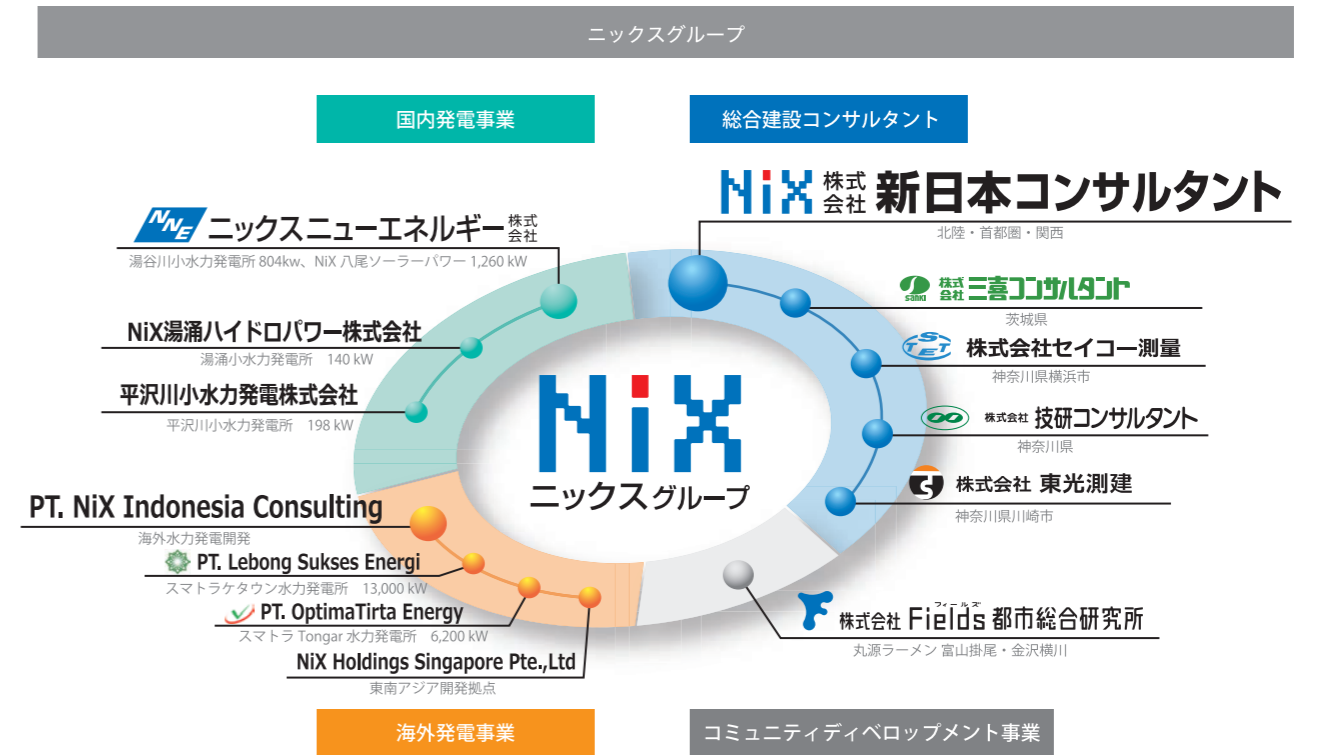 ニックスグループ
国内発電事業
総合建設コンサルタント
NiX 株式会社 新日本コンサルタント
北陸・首都圏・関西
NNE ニックスニューエネルギー株式会社
湯谷川小水力発電所 804kw、NiX 八尾ソーラーパワー 1,260 kW
sanki 株式会社 三喜コンサルタント
茨城県
NiX湯涌ハイドロパワー株式会社
湯涌小水力発電所 140 kW
STET 株式会社セイコー測量
神奈川県横浜市
平沢川小水力発電株式会社
平沢川小水力発電所 198 kW
株式会社 技研コンサルタント
神奈川県
NiX
ニックスグループ
株式会社 東光測建
神奈川県川崎市
PT. NiX Indonesia Consulting
海外水力発電開発
PT. Lebong Sukses Energi
スマトラケタウン水力発電所 13,000 kW
PT. OptimaTirta Energy
スマトラ Tongar 水力発電所 6,200 kW
NiX Holdings Singapore Pte.,Ltd
東南アジア開発拠点
フィールズ
株式会社 Fields 都市総合研究所
丸源ラーメン 富山掛尾・金沢横川
海外発電事業
コミュニティディベロップメント事業